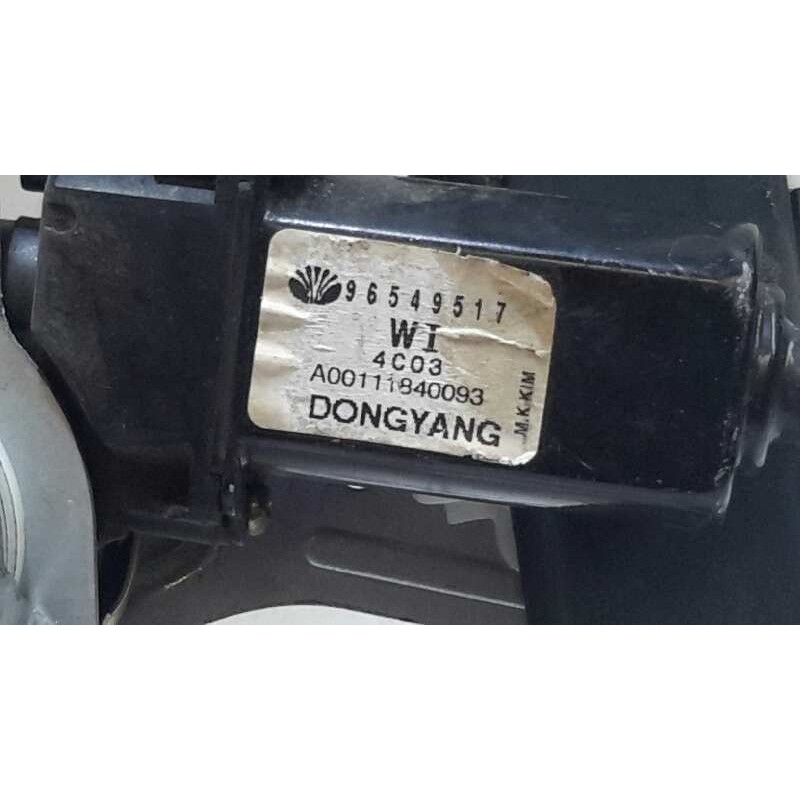 96549517
WI
4C03
A00111840093
DONGYANG
M.K.KIM